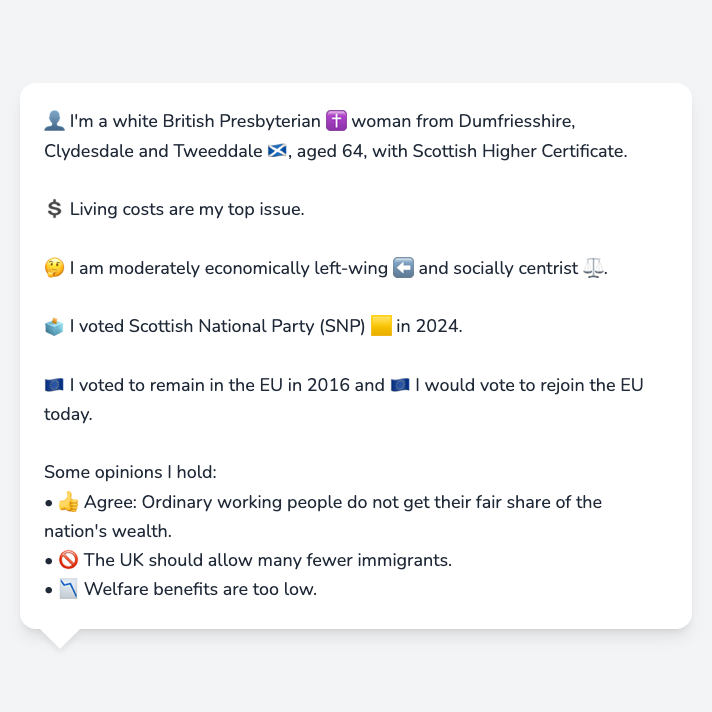 👤 I'm a white British Presbyterian ✝️ woman from Dumfriesshire,
Clydesdale and Tweeddale 🏴󠁧󠁢󠁳󠁣󠁴󠁿, aged 64, with Scottish Higher Certificate.
💲 Living costs are my top issue.
🤔 I am moderately economically left-wing ⬅️ and socially centrist ⚖️.
🗳️ I voted Scottish National Party (SNP) 🟨 in 2024.
🇪🇺 I voted to remain in the EU in 2016 and 🇪🇺 I would vote to rejoin the EU
today.
Some opinions I hold:
• 👍 Agree: Ordinary working people do not get their fair share of the
nation's wealth.
• 🚫 The UK should allow many fewer immigrants.
• 📉 Welfare benefits are too low.